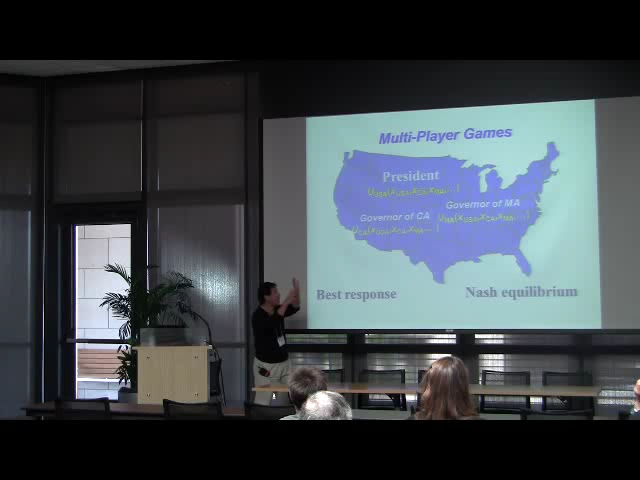 Multi-Player Games
President
Governor of MA
Governor of CA
Best response
Nash equilibrium